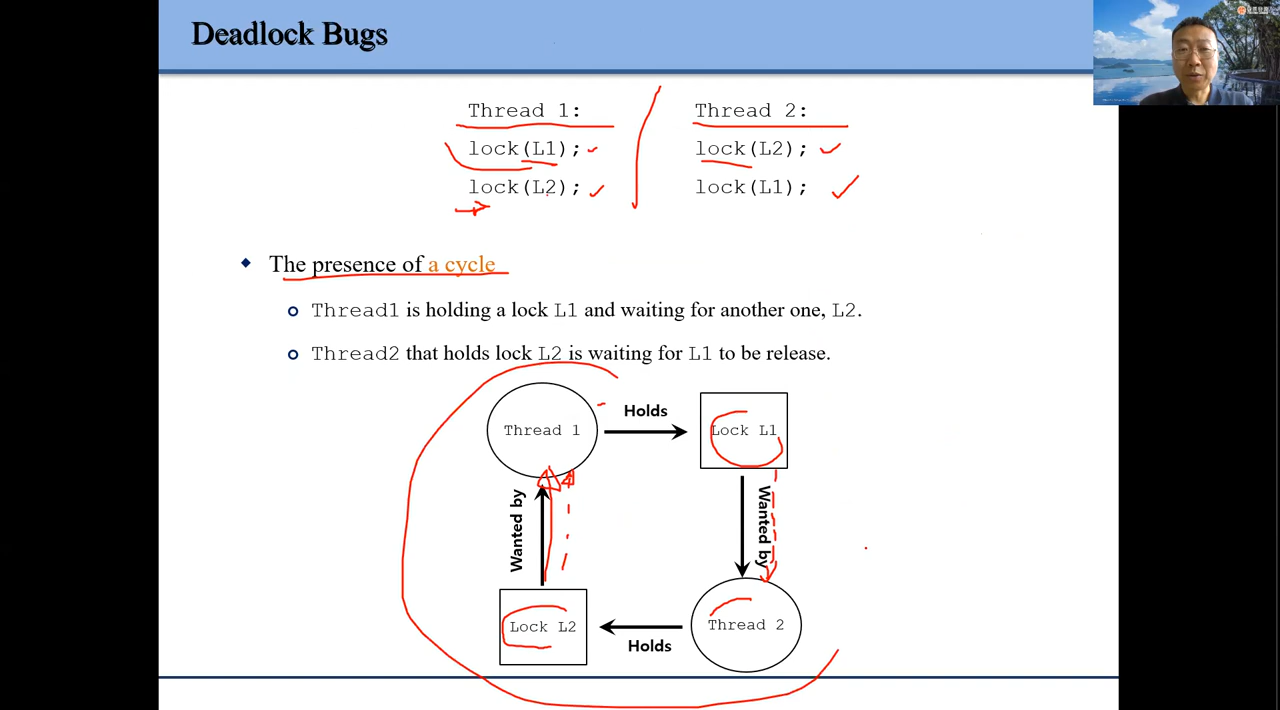 Deadlock Bugs
Thread 1:
Thread 2:
lock(L1);
lock(L2);
lock(L2);
lock(L1);
The presence of a cycle
Thread1 is holding a lock L1 and waiting for another one, L2.
Thread2 that holds lock L2 is waiting for L1 to be release.
Thread 1
Holds
Lock L1
Wanted by
Wanted by
Lock L2
Holds
Thread 2